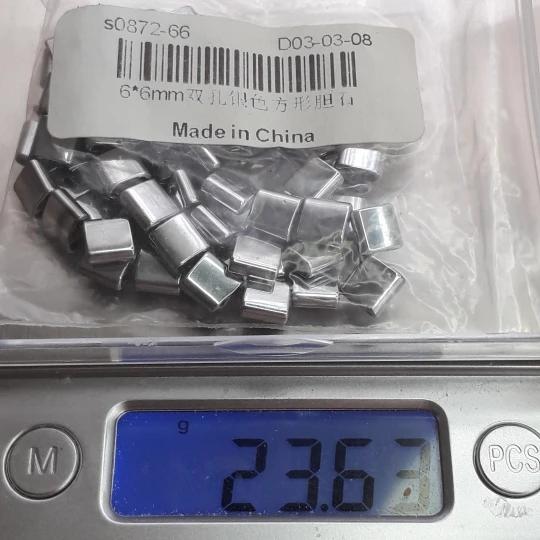 s0872-66
D03-03-08
6*6mm双孔银色方形胆石
Made in China
g
23.63
M
PCS